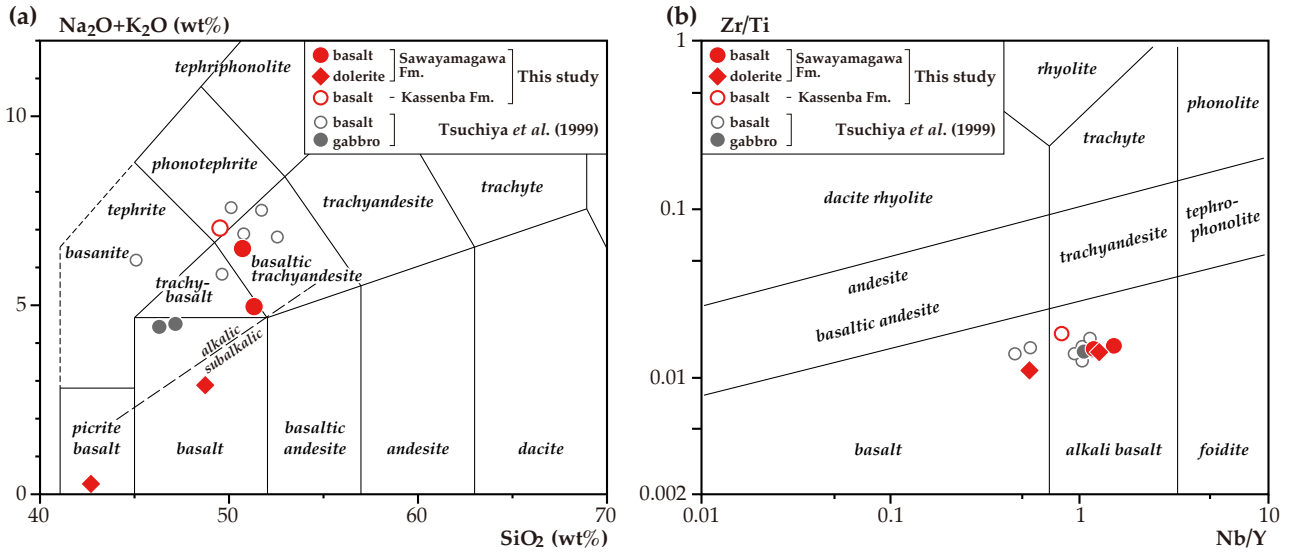 (a)
Na₂O+K₂O (wt%)
10
5
0
40
50
60
70
SiO₂ (wt%)
basalt
dolerite
Sawayamagawa
Fm.
basalt
- Kassenba Fm.
This study
basalt
gabbro
Tsuchiya et al. (1999)
tephriphonolite
phonotephrite
tephrite
basanite
trachy-
basalt
basaltic
trachyandesite
trachyandesite
trachyte
alkalic
subalkalic
picrite
basalt
basalt
basaltic
andesite
andesite
dacite
(b)
Zr/Ti
1
0.1
0.01
0.002
0.01
0.1
1
10
Nb/Y
basalt
dolerite
Sawayamagawa
Fm.
basalt
- Kassenba Fm.
This study
basalt
gabbro
Tsuchiya et al. (1999)
rhyolite
phonolite
trachyte
dacite rhyolite
tephro-
phonolite
trachyandesite
andesite
basaltic andesite
basalt
alkali basalt
foidite